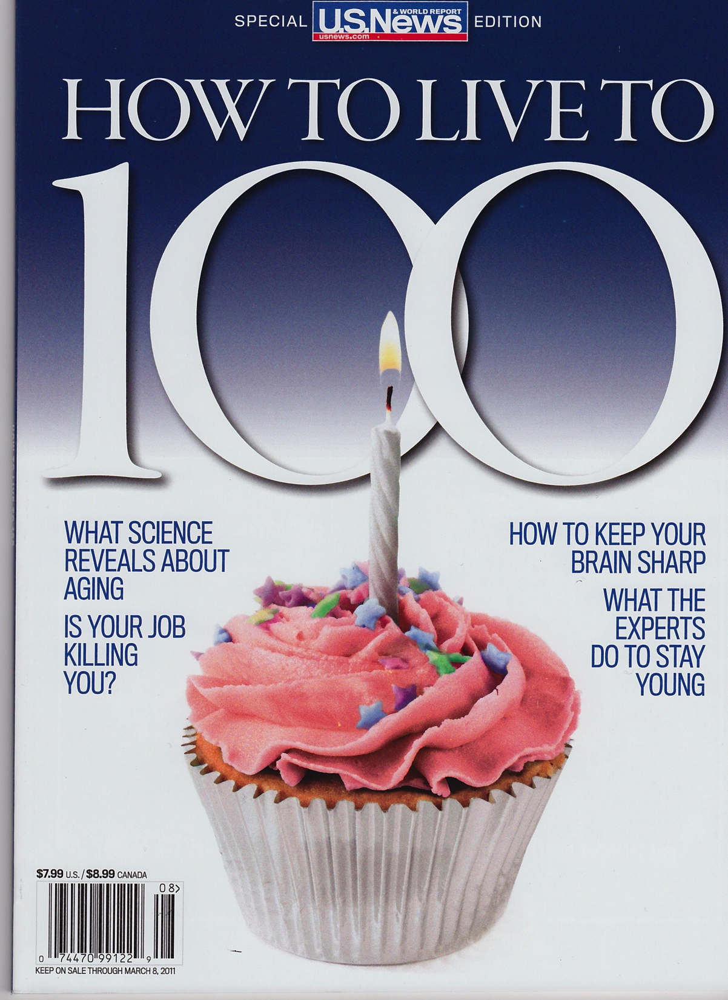 SPECIAL U.S.News & WORLD REPORT EDITION
usnews.com
HOW TO LIVE TO
100
WHAT SCIENCE
REVEALS ABOUT
AGING
IS YOUR JOB
KILLING
YOU?
HOW TO KEEP YOUR
BRAIN SHARP
WHAT THE
EXPERTS
DO TO STAY
YOUNG
$7.99 U.S. / $8.99 CANADA
08>
0 74470 99122 9
KEEP ON SALE THROUGH MARCH 8, 2011